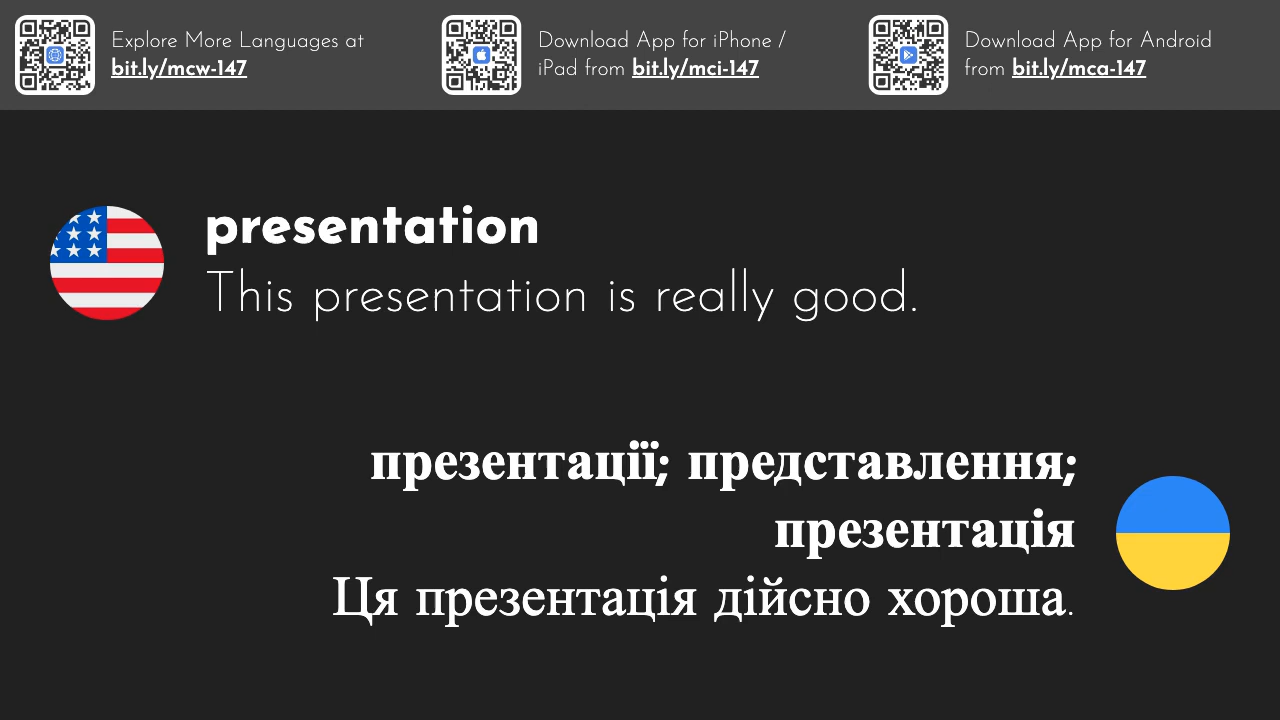 Explore More Languages at
bit.ly/mcw-147
Download App for iPhone /
iPad from bit.ly/mci-147
Download App for Android
from bit.ly/mca-147
presentation
This presentation is really good.
презентації; представлення;
презентація
Ця презентація дійсно хороша.